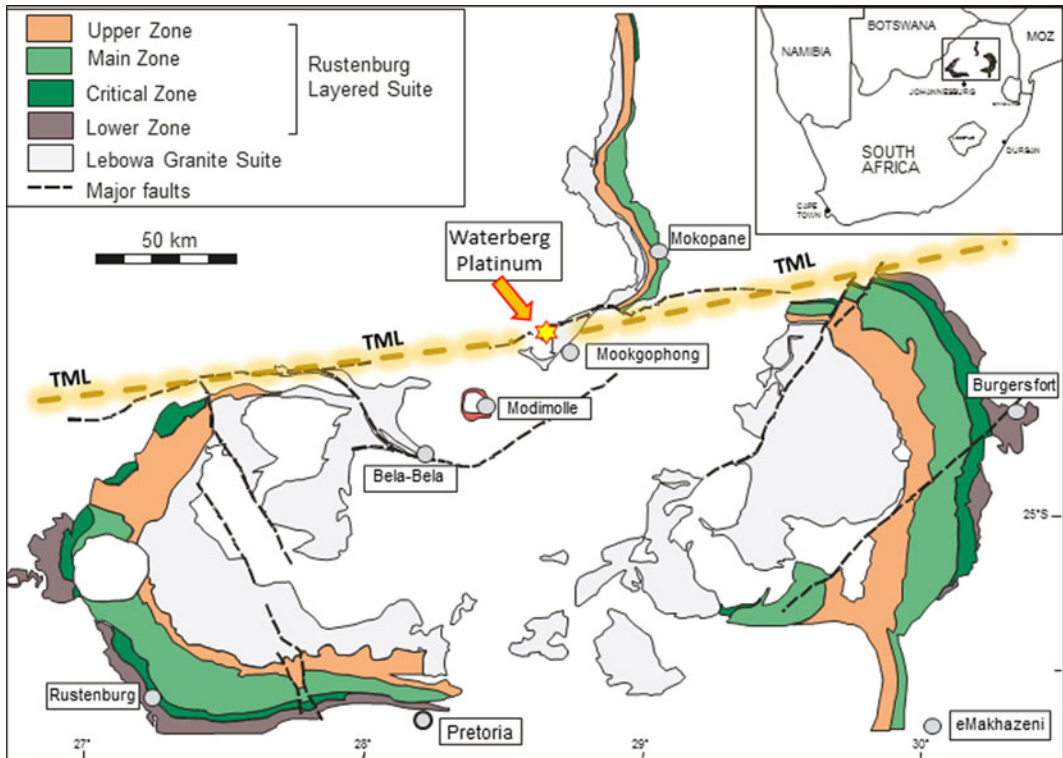 Upper Zone
Main Zone
Critical Zone
Lower Zone
Rustenburg
Layered Suite
Lebowa Granite Suite
Major faults
50 km
BOTSWANA
MOZ
NAMIBIA
JOHANNESBURG
SOUTH
AFRICA
DURBAN
CAPE
TOWN
Waterberg
Platinum
Mokopane
TML
TML
TML
Mookgophong
Modimolle
Burgersfort
Bela-Bela
25°S
Rustenburg
Pretoria
eMakhazeni
27°
28°
29°
30°